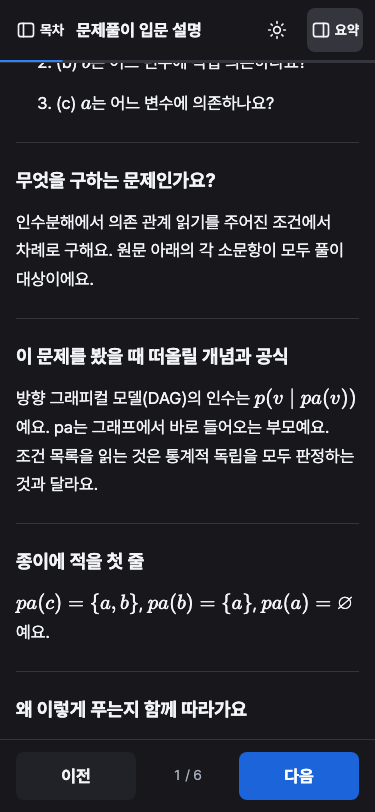 목차 문제풀이 입문 설명 요약
3. (c) a는 어느 변수에 의존하나요?
무엇을 구하는 문제인가요?
인수분해에서 의존 관계 읽기를 주어진 조건에서
차례로 구해요. 원문 아래의 각 소문항이 모두 풀이
대상이에요.
이 문제를 봤을 때 떠올릴 개념과 공식
방향 그래피컬 모델(DAG)의 인수는 p(v | pa(v))
예요. pa는 그래프에서 바로 들어오는 부모예요.
조건 목록을 읽는 것은 통계적 독립을 모두 판정하는
것과 달라요.
종이에 적을 첫 줄
pa(c) = {a, b}, pa(b) = {a}, pa(a) = ∅
예요.
왜 이렇게 푸는지 함께 따라가요
이전 1 / 6 다음